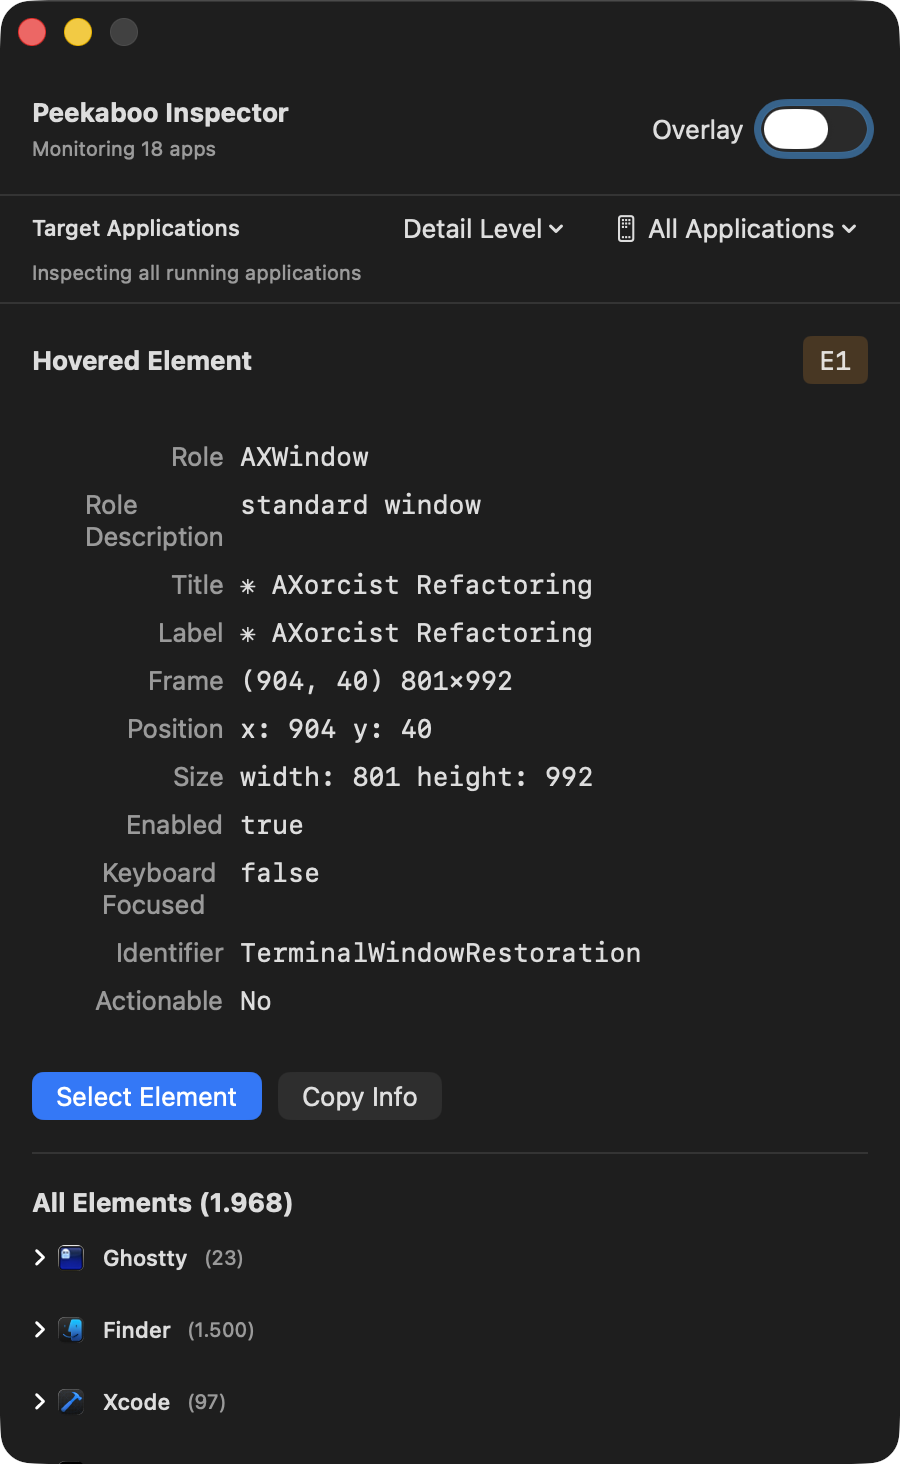 Peekaboo Inspector
Monitoring 18 apps
Overlay
Target Applications
Detail Level
All Applications
Inspecting all running applications
Hovered Element
E1
Role AXWindow
Role Description standard window
Title ✳ AXorcist Refactoring
Label ✳ AXorcist Refactoring
Frame (904, 40) 801×992
Position x: 904 y: 40
Size width: 801 height: 992
Enabled true
Keyboard Focused false
Identifier TerminalWindowRestoration
Actionable No
Select Element
Copy Info
All Elements (1.968)
Ghostty (23)
Finder (1.500)
Xcode (97)